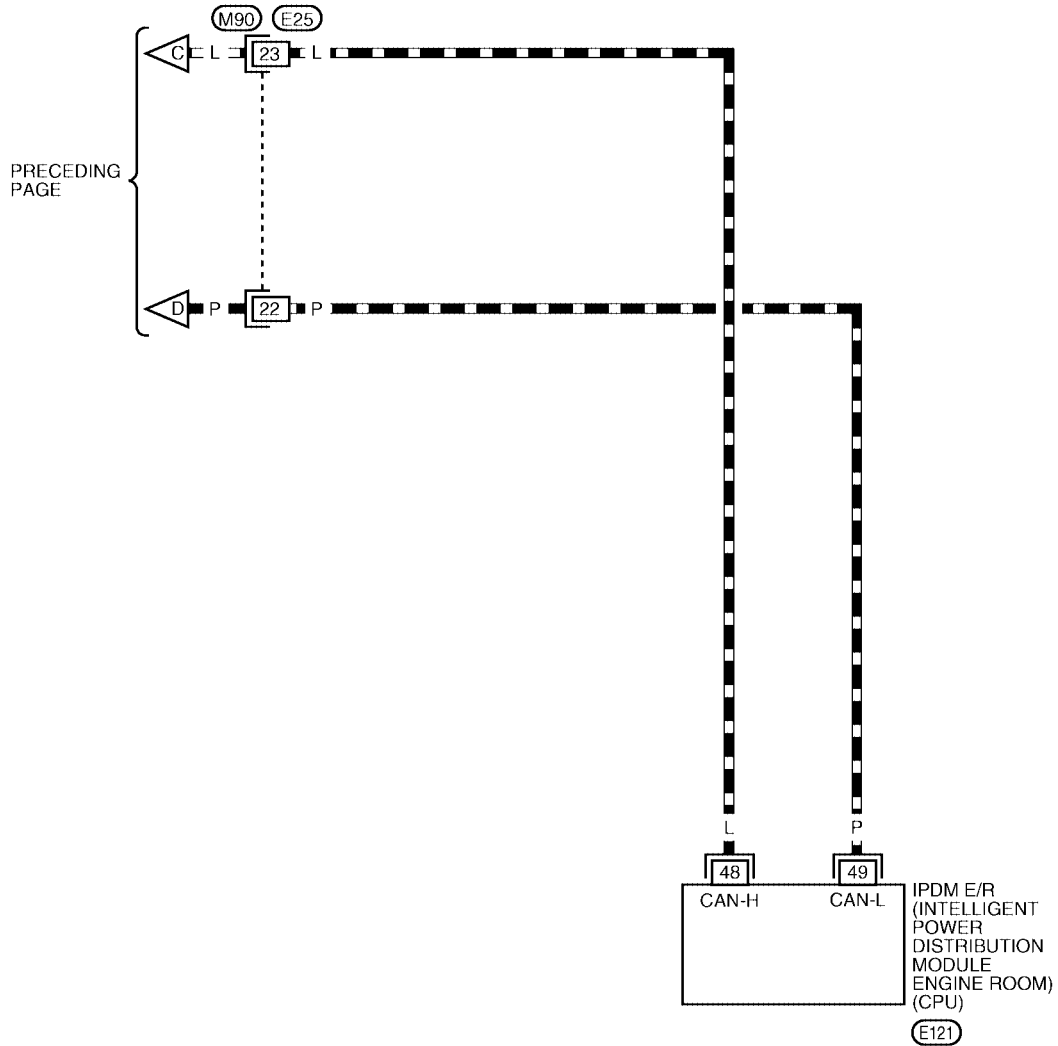 M90 E25
C L 23 L
PRECEDING
PAGE
D P 22 P
L P
48 49
CAN-H CAN-L
IPDM E/R
(INTELLIGENT
POWER
DISTRIBUTION
MODULE
ENGINE ROOM)
(CPU)
E121